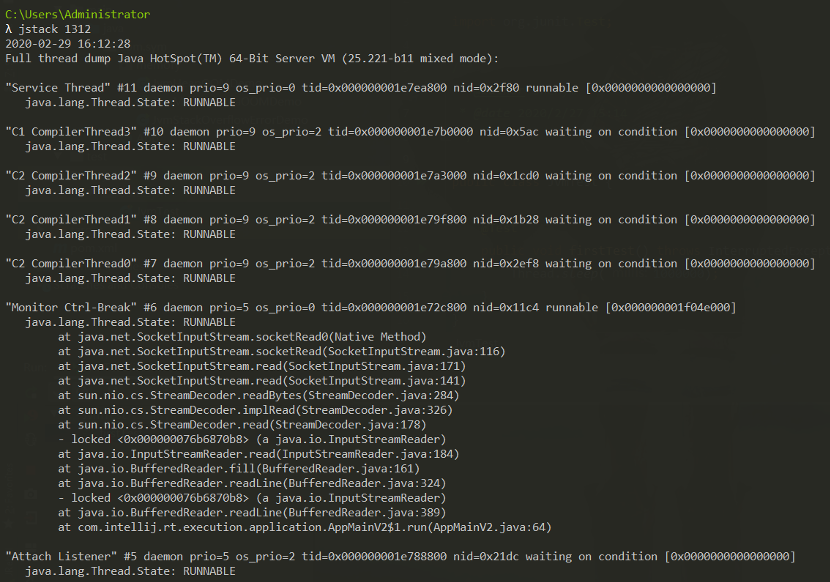 C:\Users\Administrator
λ jstack 1312
2020-02-29 16:12:28
Full thread dump Java HotSpot(TM) 64-Bit Server VM (25.221-b11 mixed mode):

"Service Thread" #11 daemon prio=9 os_prio=0 tid=0x000000001e7ea800 nid=0x2f80 runnable [0x0000000000000000]
   java.lang.Thread.State: RUNNABLE

"C1 CompilerThread3" #10 daemon prio=9 os_prio=2 tid=0x000000001e7b0000 nid=0x5ac waiting on condition [0x0000000000000000]
   java.lang.Thread.State: RUNNABLE

"C2 CompilerThread2" #9 daemon prio=9 os_prio=2 tid=0x000000001e7a3000 nid=0x1cd0 waiting on condition [0x0000000000000000]
   java.lang.Thread.State: RUNNABLE

"C2 CompilerThread1" #8 daemon prio=9 os_prio=2 tid=0x000000001e79f800 nid=0x1b28 waiting on condition [0x0000000000000000]
   java.lang.Thread.State: RUNNABLE

"C2 CompilerThread0" #7 daemon prio=9 os_prio=2 tid=0x000000001e79a800 nid=0x2ef8 waiting on condition [0x0000000000000000]
   java.lang.Thread.State: RUNNABLE

"Monitor Ctrl-Break" #6 daemon prio=5 os_prio=0 tid=0x000000001e72c800 nid=0x11c4 runnable [0x000000001f04e000]
   java.lang.Thread.State: RUNNABLE
        at java.net.SocketInputStream.socketRead0(Native Method)
        at java.net.SocketInputStream.socketRead(SocketInputStream.java:116)
        at java.net.SocketInputStream.read(SocketInputStream.java:171)
        at java.net.SocketInputStream.read(SocketInputStream.java:141)
        at sun.nio.cs.StreamDecoder.readBytes(StreamDecoder.java:284)
        at sun.nio.cs.StreamDecoder.implRead(StreamDecoder.java:326)
        at sun.nio.cs.StreamDecoder.read(StreamDecoder.java:178)
        - locked <0x000000076b6870b8> (a java.io.InputStreamReader)
        at java.io.InputStreamReader.read(InputStreamReader.java:184)
        at java.io.BufferedReader.fill(BufferedReader.java:161)
        at java.io.BufferedReader.readLine(BufferedReader.java:324)
        - locked <0x000000076b6870b8> (a java.io.InputStreamReader)
        at java.io.BufferedReader.readLine(BufferedReader.java:389)
        at com.intellij.rt.execution.application.AppMainV2$1.run(AppMainV2.java:64)

"Attach Listener" #5 daemon prio=5 os_prio=2 tid=0x000000001e788800 nid=0x21dc waiting on condition [0x0000000000000000]
   java.lang.Thread.State: RUNNABLE